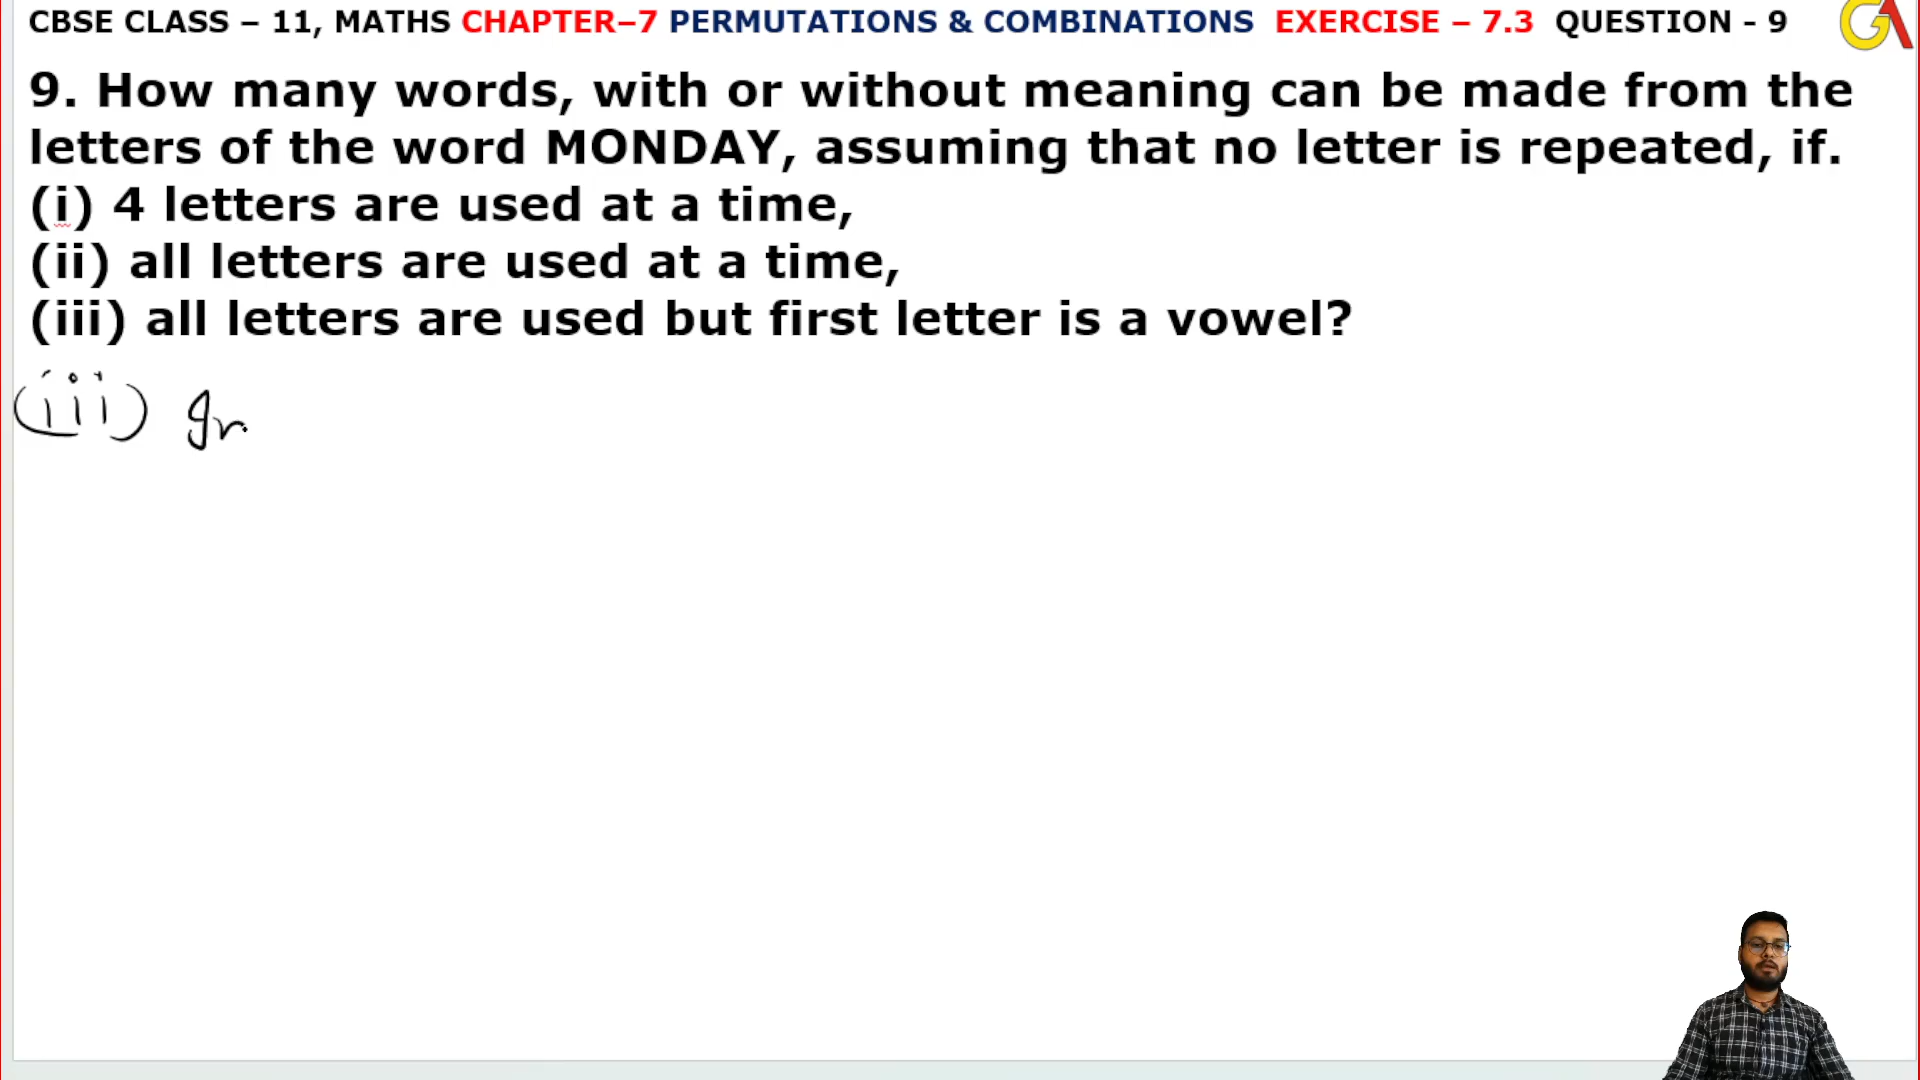 CBSE CLASS – 11, MATHS CHAPTER–7 PERMUTATIONS & COMBINATIONS EXERCISE – 7.3 QUESTION - 9
GA
9. How many words, with or without meaning can be made from the
letters of the word MONDAY, assuming that no letter is repeated, if.
(i) 4 letters are used at a time,
(ii) all letters are used at a time,
(iii) all letters are used but first letter is a vowel?
(iii) In